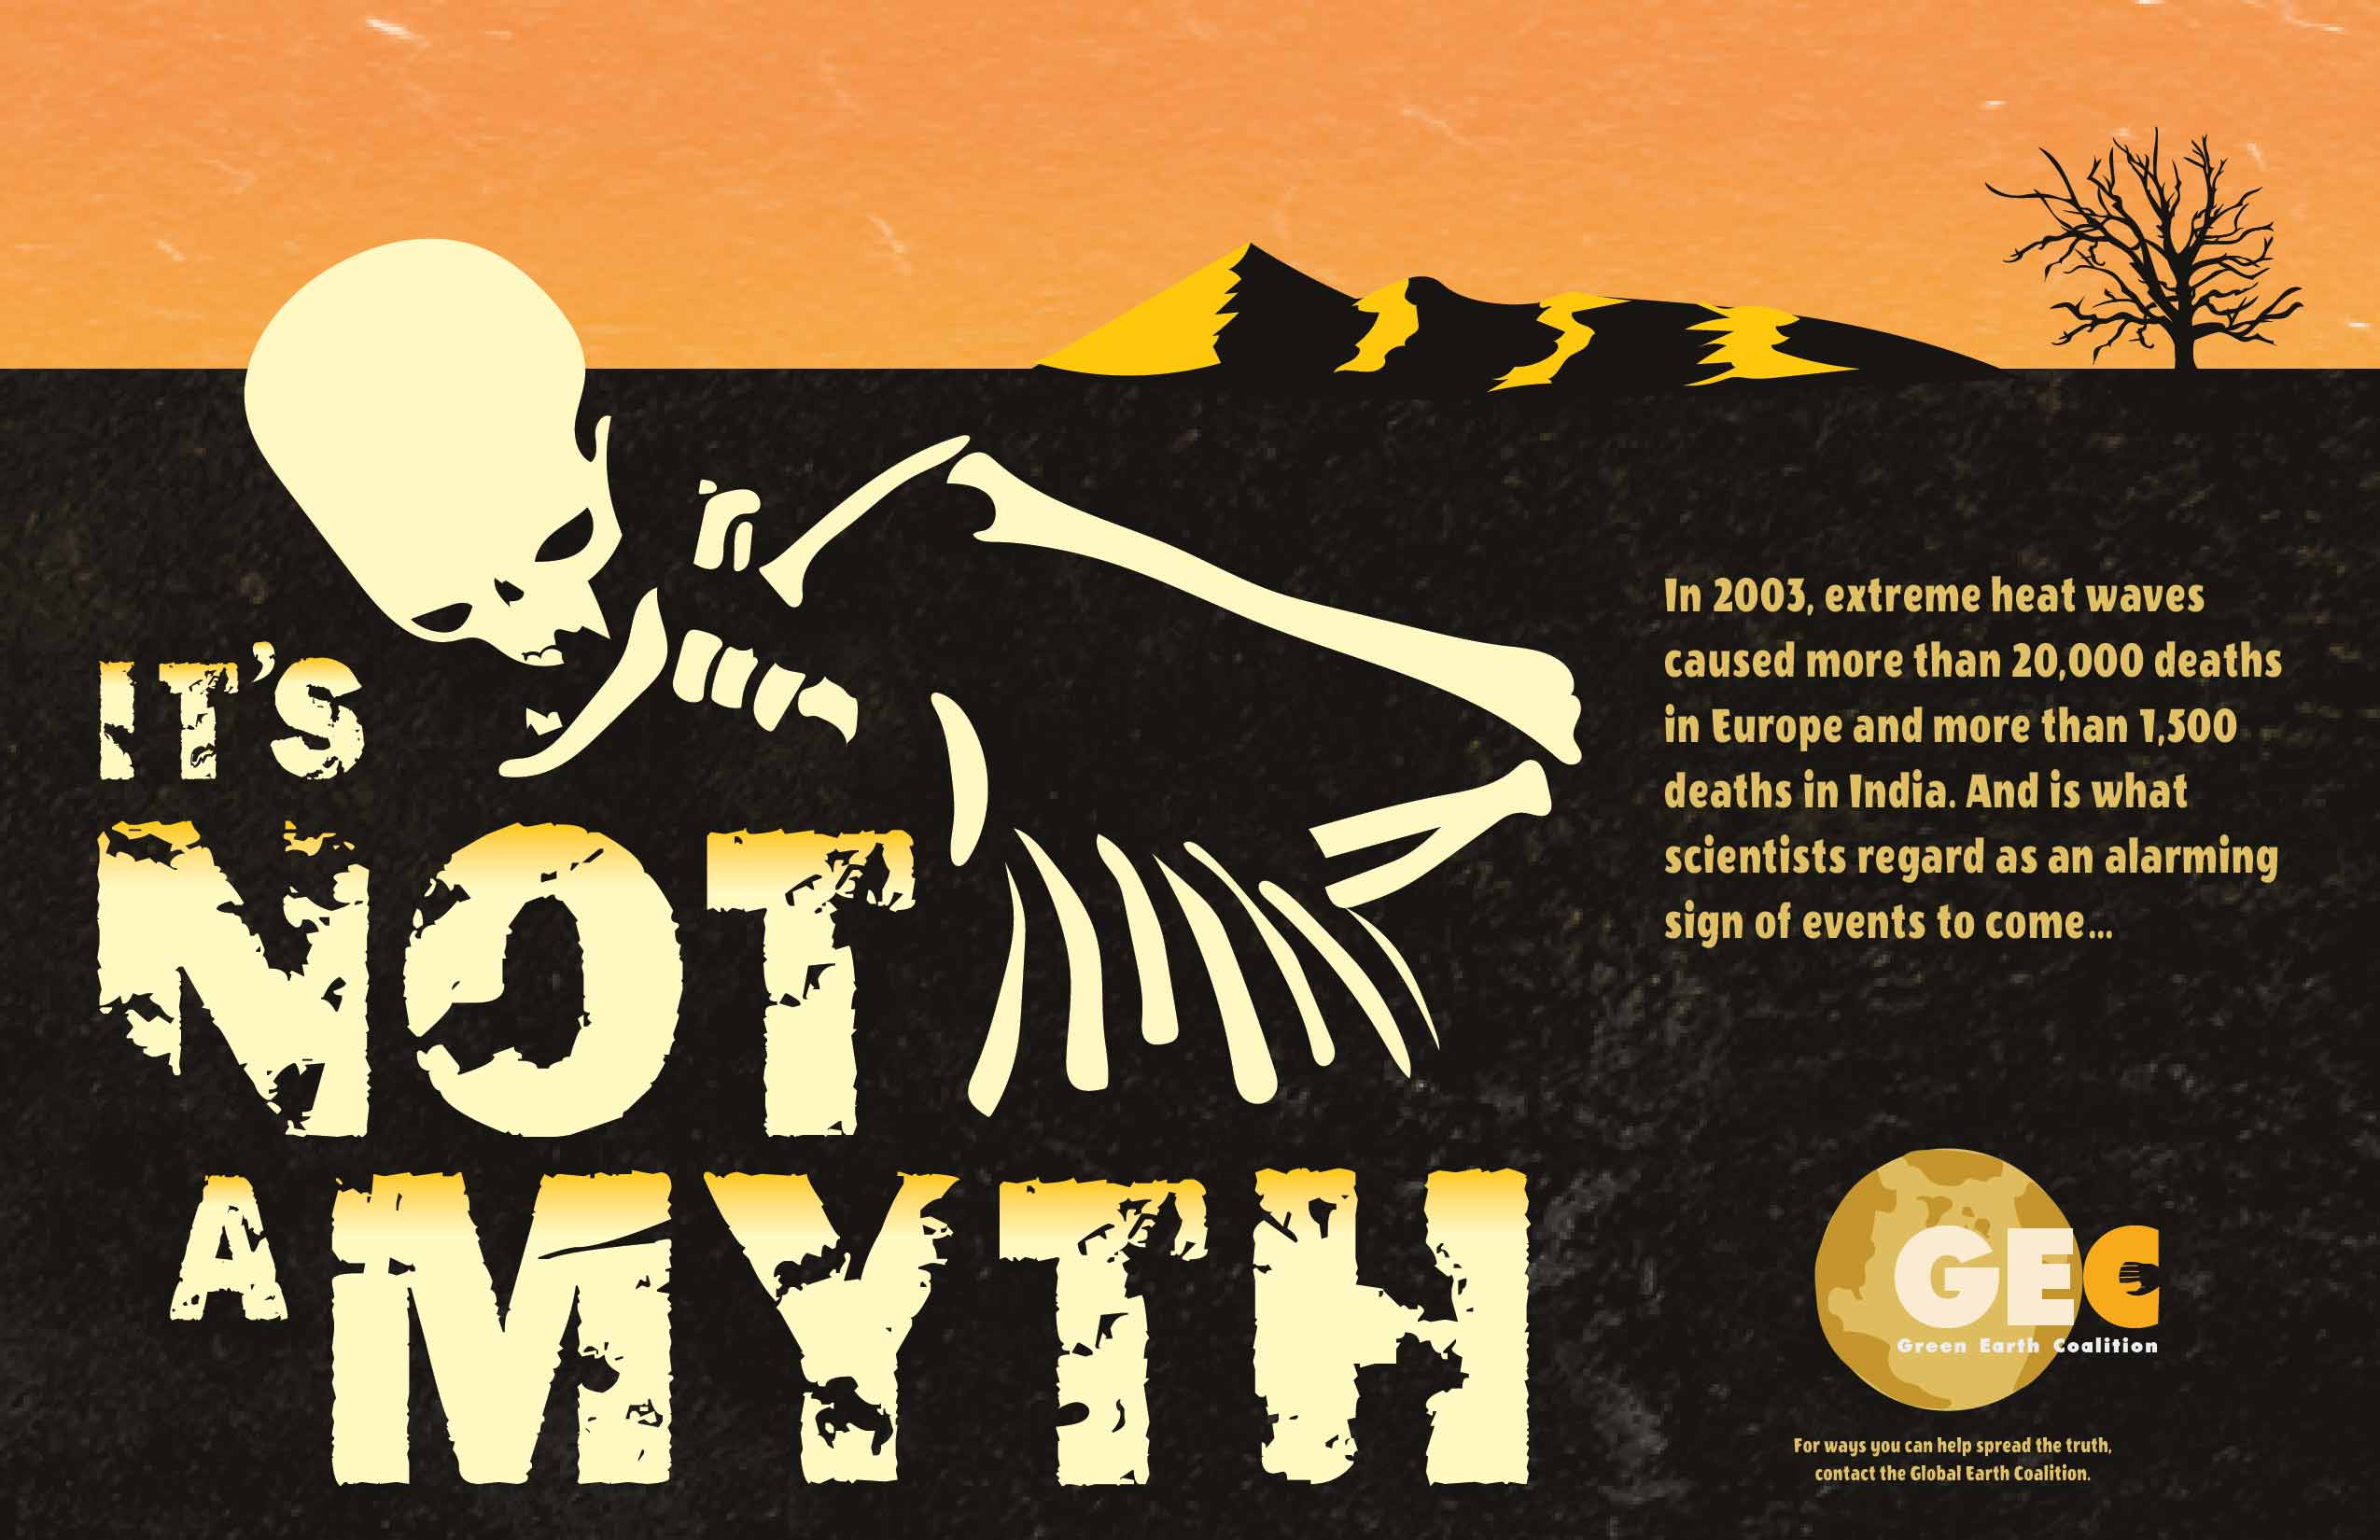 IT'S
NOT
A MYTH
In 2003, extreme heat waves
caused more than 20,000 deaths
in Europe and more than 1,500
deaths in India. And is what
scientists regard as an alarming
sign of events to come...
GEC
Green Earth Coalition
For ways you can help spread the truth,
contact the Global Earth Coalition.